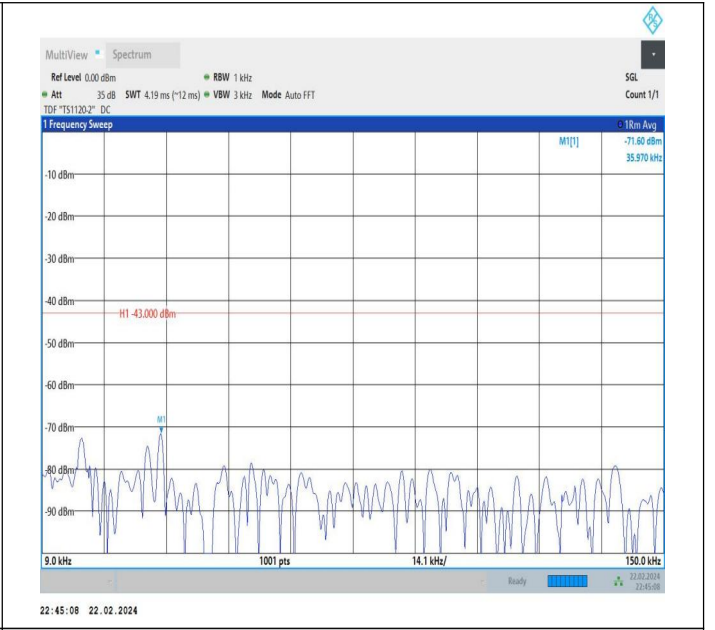 MultiView Spectrum
Ref Level 0.00 dBm RBW 1 kHz SGL
Att 35 dB SWT 4.19 ms (~12 ms) VBW 3 kHz Mode Auto FFT Count 1/1
TDF "TS1120-2" DC
1 Frequency Sweep 1Rm Avg
M1[1] -71.60 dBm
35.970 kHz
-10 dBm
-20 dBm
-30 dBm
-40 dBm
H1 -43.000 dBm
-50 dBm
-60 dBm
-70 dBm
M1
-80 dBm
-90 dBm
9.0 kHz 1001 pts 14.1 kHz/ 150.0 kHz
Ready 22.02.2024
22:45:08
22:45:08 22.02.2024